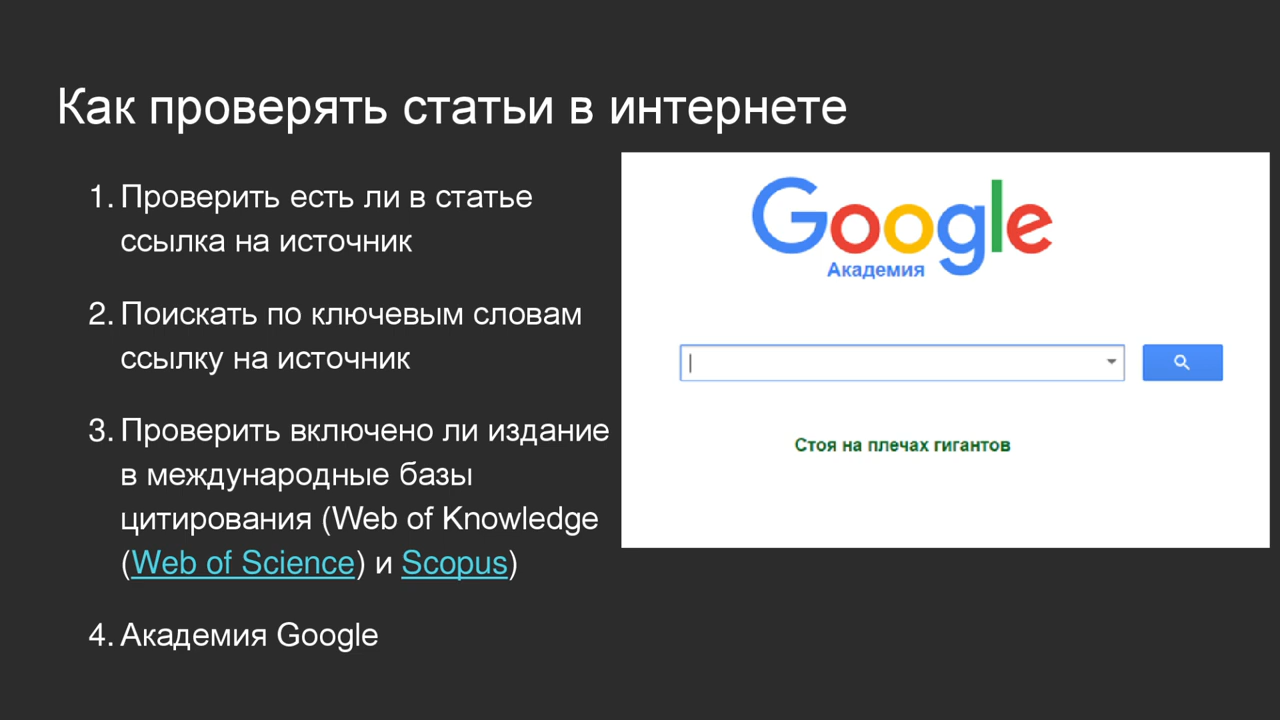 Как проверять статьи в интернете
1. Проверить есть ли в статье
ссылка на источник
2. Поискать по ключевым словам
ссылку на источник
3. Проверить включено ли издание
в международные базы
цитирования (Web of Knowledge
(Web of Science) и Scopus)
4. Академия Google
Google
Академия
Стоя на плечах гигантов